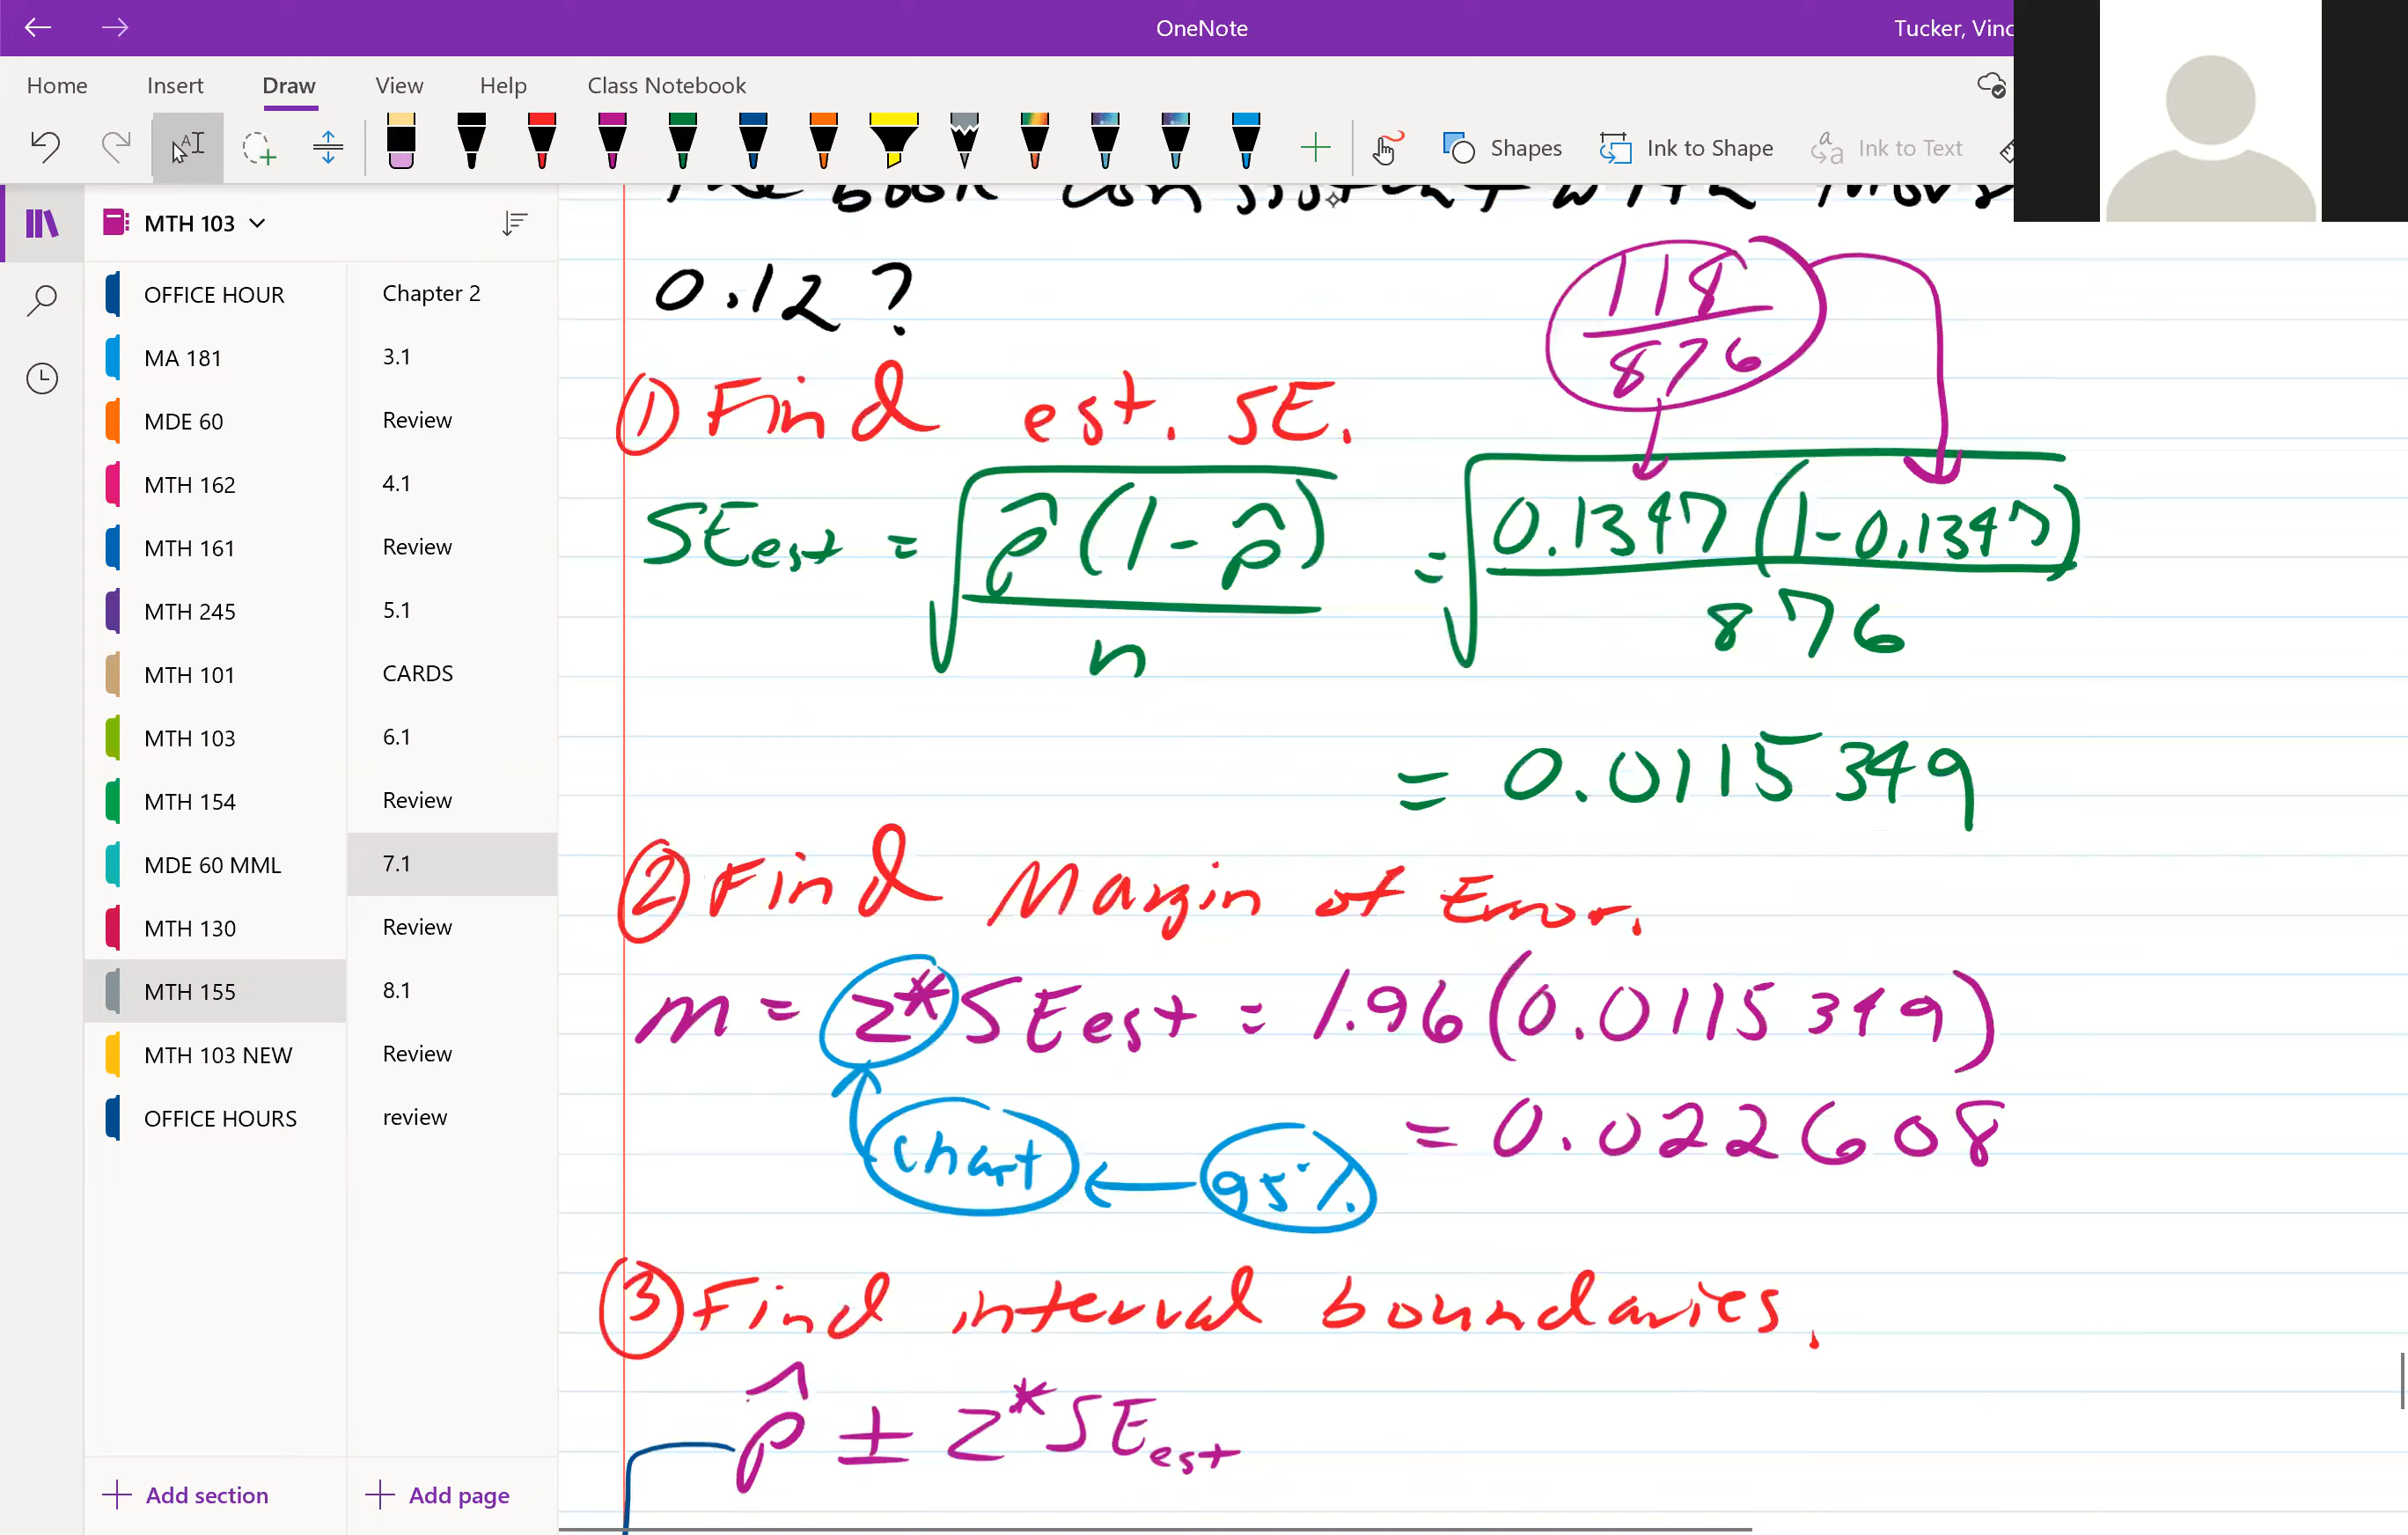 OneNote
Tucker, Vinc
Home Insert Draw View Help Class Notebook
Shapes Ink to Shape Ink to Text
MTH 103
OFFICE HOUR
MA 181
MDE 60
MTH 162
MTH 161
MTH 245
MTH 101
MTH 103
MTH 154
MDE 60 MML
MTH 130
MTH 155
MTH 103 NEW
OFFICE HOURS
Add section
Chapter 2
3.1
Review
4.1
Review
5.1
CARDS
6.1
Review
7.1
Review
8.1
Review
review
Add page
the book consistent with
0.12 ?
118/876
① Find est. SE.
SEest = √(p̂(1-p̂)/n) = √(0.1347(1-0.1347)/876)
= 0.0115349
② Find Margin of Error.
m = z* SEest = 1.96(0.0115349)
= 0.022608
chart ← 95%
③ Find interval boundaries.
p̂ ± z* SEest